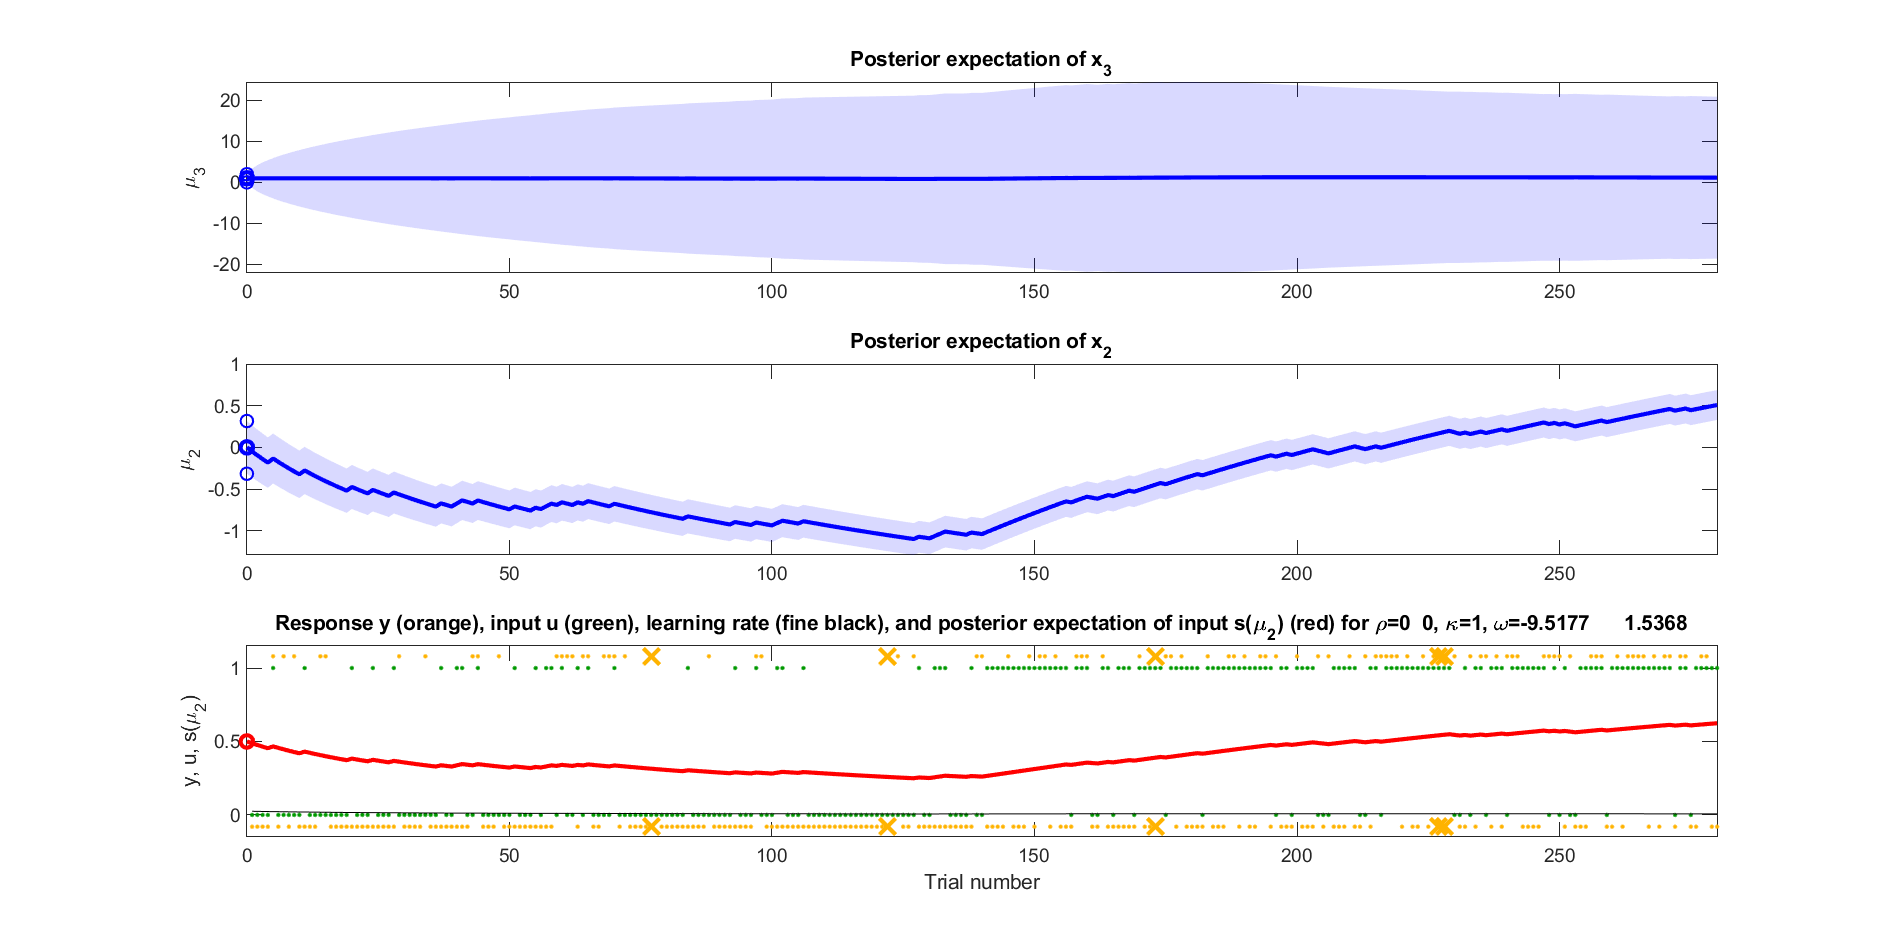 Posterior expectation of x3
20
10
0
-10
-20
μ3
0 50 100 150 200 250
Posterior expectation of x2
1
0.5
0
-0.5
-1
μ2
0 50 100 150 200 250
Response y (orange), input u (green), learning rate (fine black), and posterior expectation of input s(μ2) (red) for ρ=0 0, κ=1, ω=-9.5177 1.5368
1
0.5
0
y, u, s(μ2)
0 50 100 150 200 250
Trial number